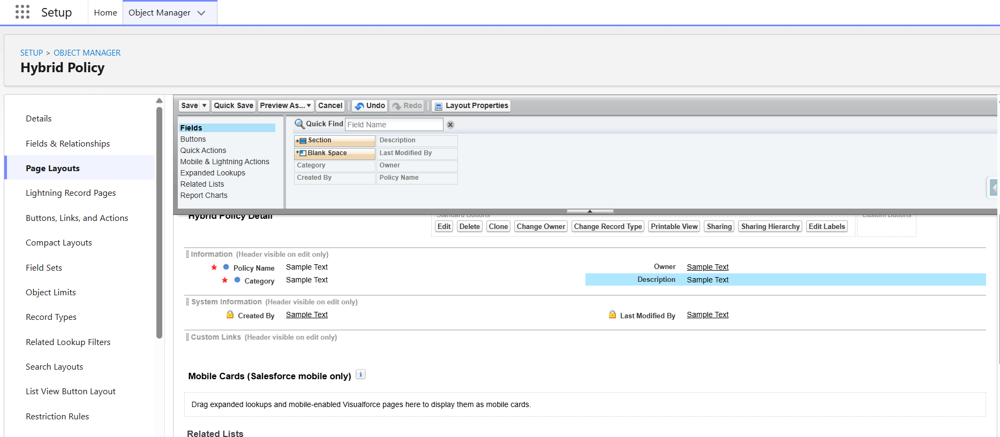 Setup Home Object Manager
SETUP > OBJECT MANAGER
Hybrid Policy
Details
Fields & Relationships
Page Layouts
Lightning Record Pages
Buttons, Links, and Actions
Compact Layouts
Field Sets
Object Limits
Record Types
Related Lookup Filters
Search Layouts
List View Button Layout
Restriction Rules
Save Quick Save Preview As... Cancel Undo Redo Layout Properties
Fields
Buttons
Quick Actions
Mobile & Lightning Actions
Expanded Lookups
Related Lists
Report Charts
Quick Find Field Name
Section Description
Blank Space Last Modified By
Category Owner
Created By Policy Name
Hybrid Policy Detail Standard Buttons Custom Buttons
Edit Delete Clone Change Owner Change Record Type Printable View Sharing Sharing Hierarchy Edit Labels
Information (Header visible on edit only)
* Policy Name Sample Text Owner Sample Text
* Category Sample Text Description Sample Text
System Information (Header visible on edit only)
Created By Sample Text Last Modified By Sample Text
Custom Links (Header visible on edit only)
Mobile Cards (Salesforce mobile only) i
Drag expanded lookups and mobile-enabled Visualforce pages here to display them as mobile cards.
Related Lists